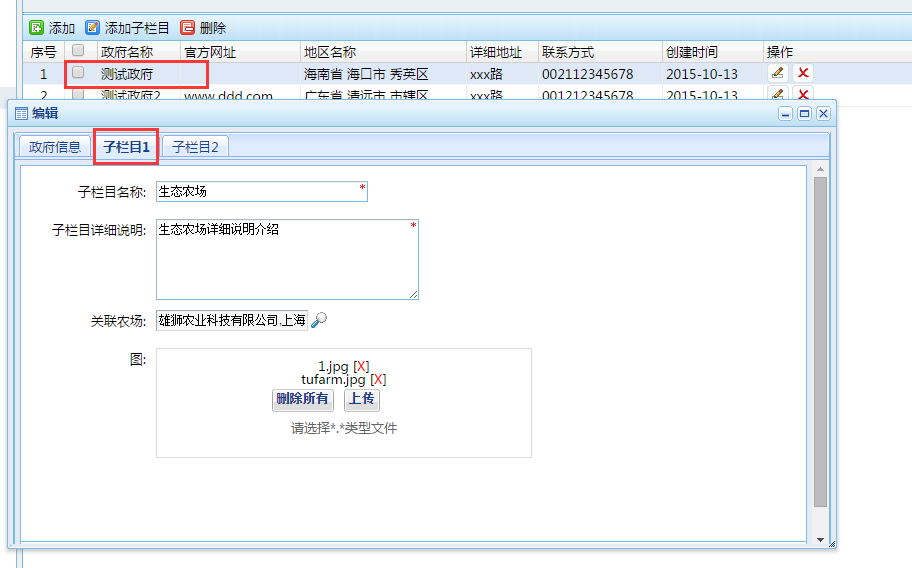 添加 添加子栏目 删除
序号 政府名称 官方网址 地区名称 详细地址 联系方式 创建时间 操作
1 测试政府 海南省 海口市 秀英区 xxx路 002112345678 2015-10-13
2 测试政府2 www.ddd.com 广东省 清远市 市辖区 xxx路 001212345678 2015-10-13
编辑
政府信息 子栏目1 子栏目2
子栏目名称: 生态农场 *
子栏目详细说明: 生态农场详细说明介绍 *
关联农场: 雄狮农业科技有限公司.上海
图:
1.jpg [X]
tufarm.jpg [X]
删除所有 上传
请选择*.*类型文件